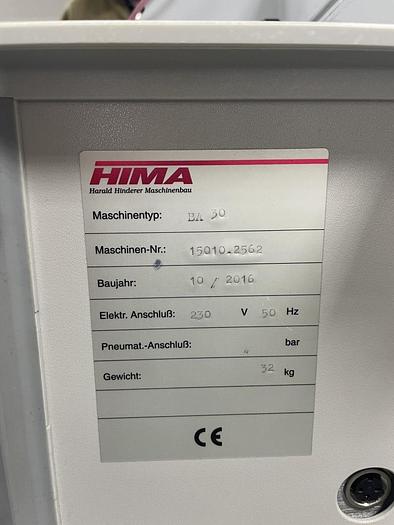 HIMA
Harald Hinderer Maschinenbau
Maschinentyp: BA 30
Maschinen-Nr.: 15010.2562
Baujahr: 10 / 2016
Elektr. Anschluß: 230 V 50 Hz
Pneumat.-Anschluß: bar
Gewicht: 32 kg
CE